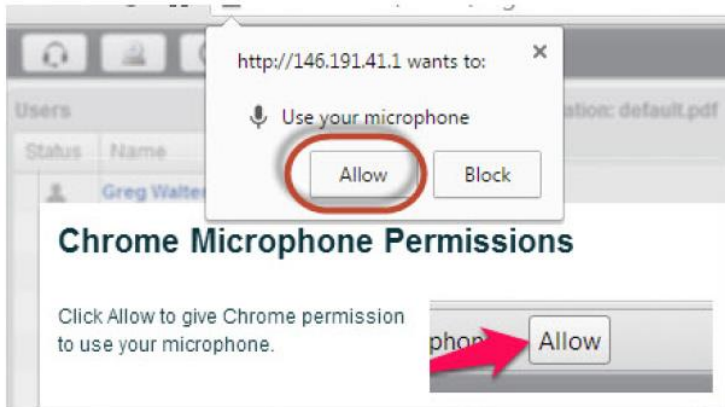 http://146.191.41.1 wants to:
×
Use your microphone
Allow
Block
Users
ation: default.pdf
Status
Name
Greg Walter
Chrome Microphone Permissions
Click Allow to give Chrome permission
to use your microphone.
phon
Allow